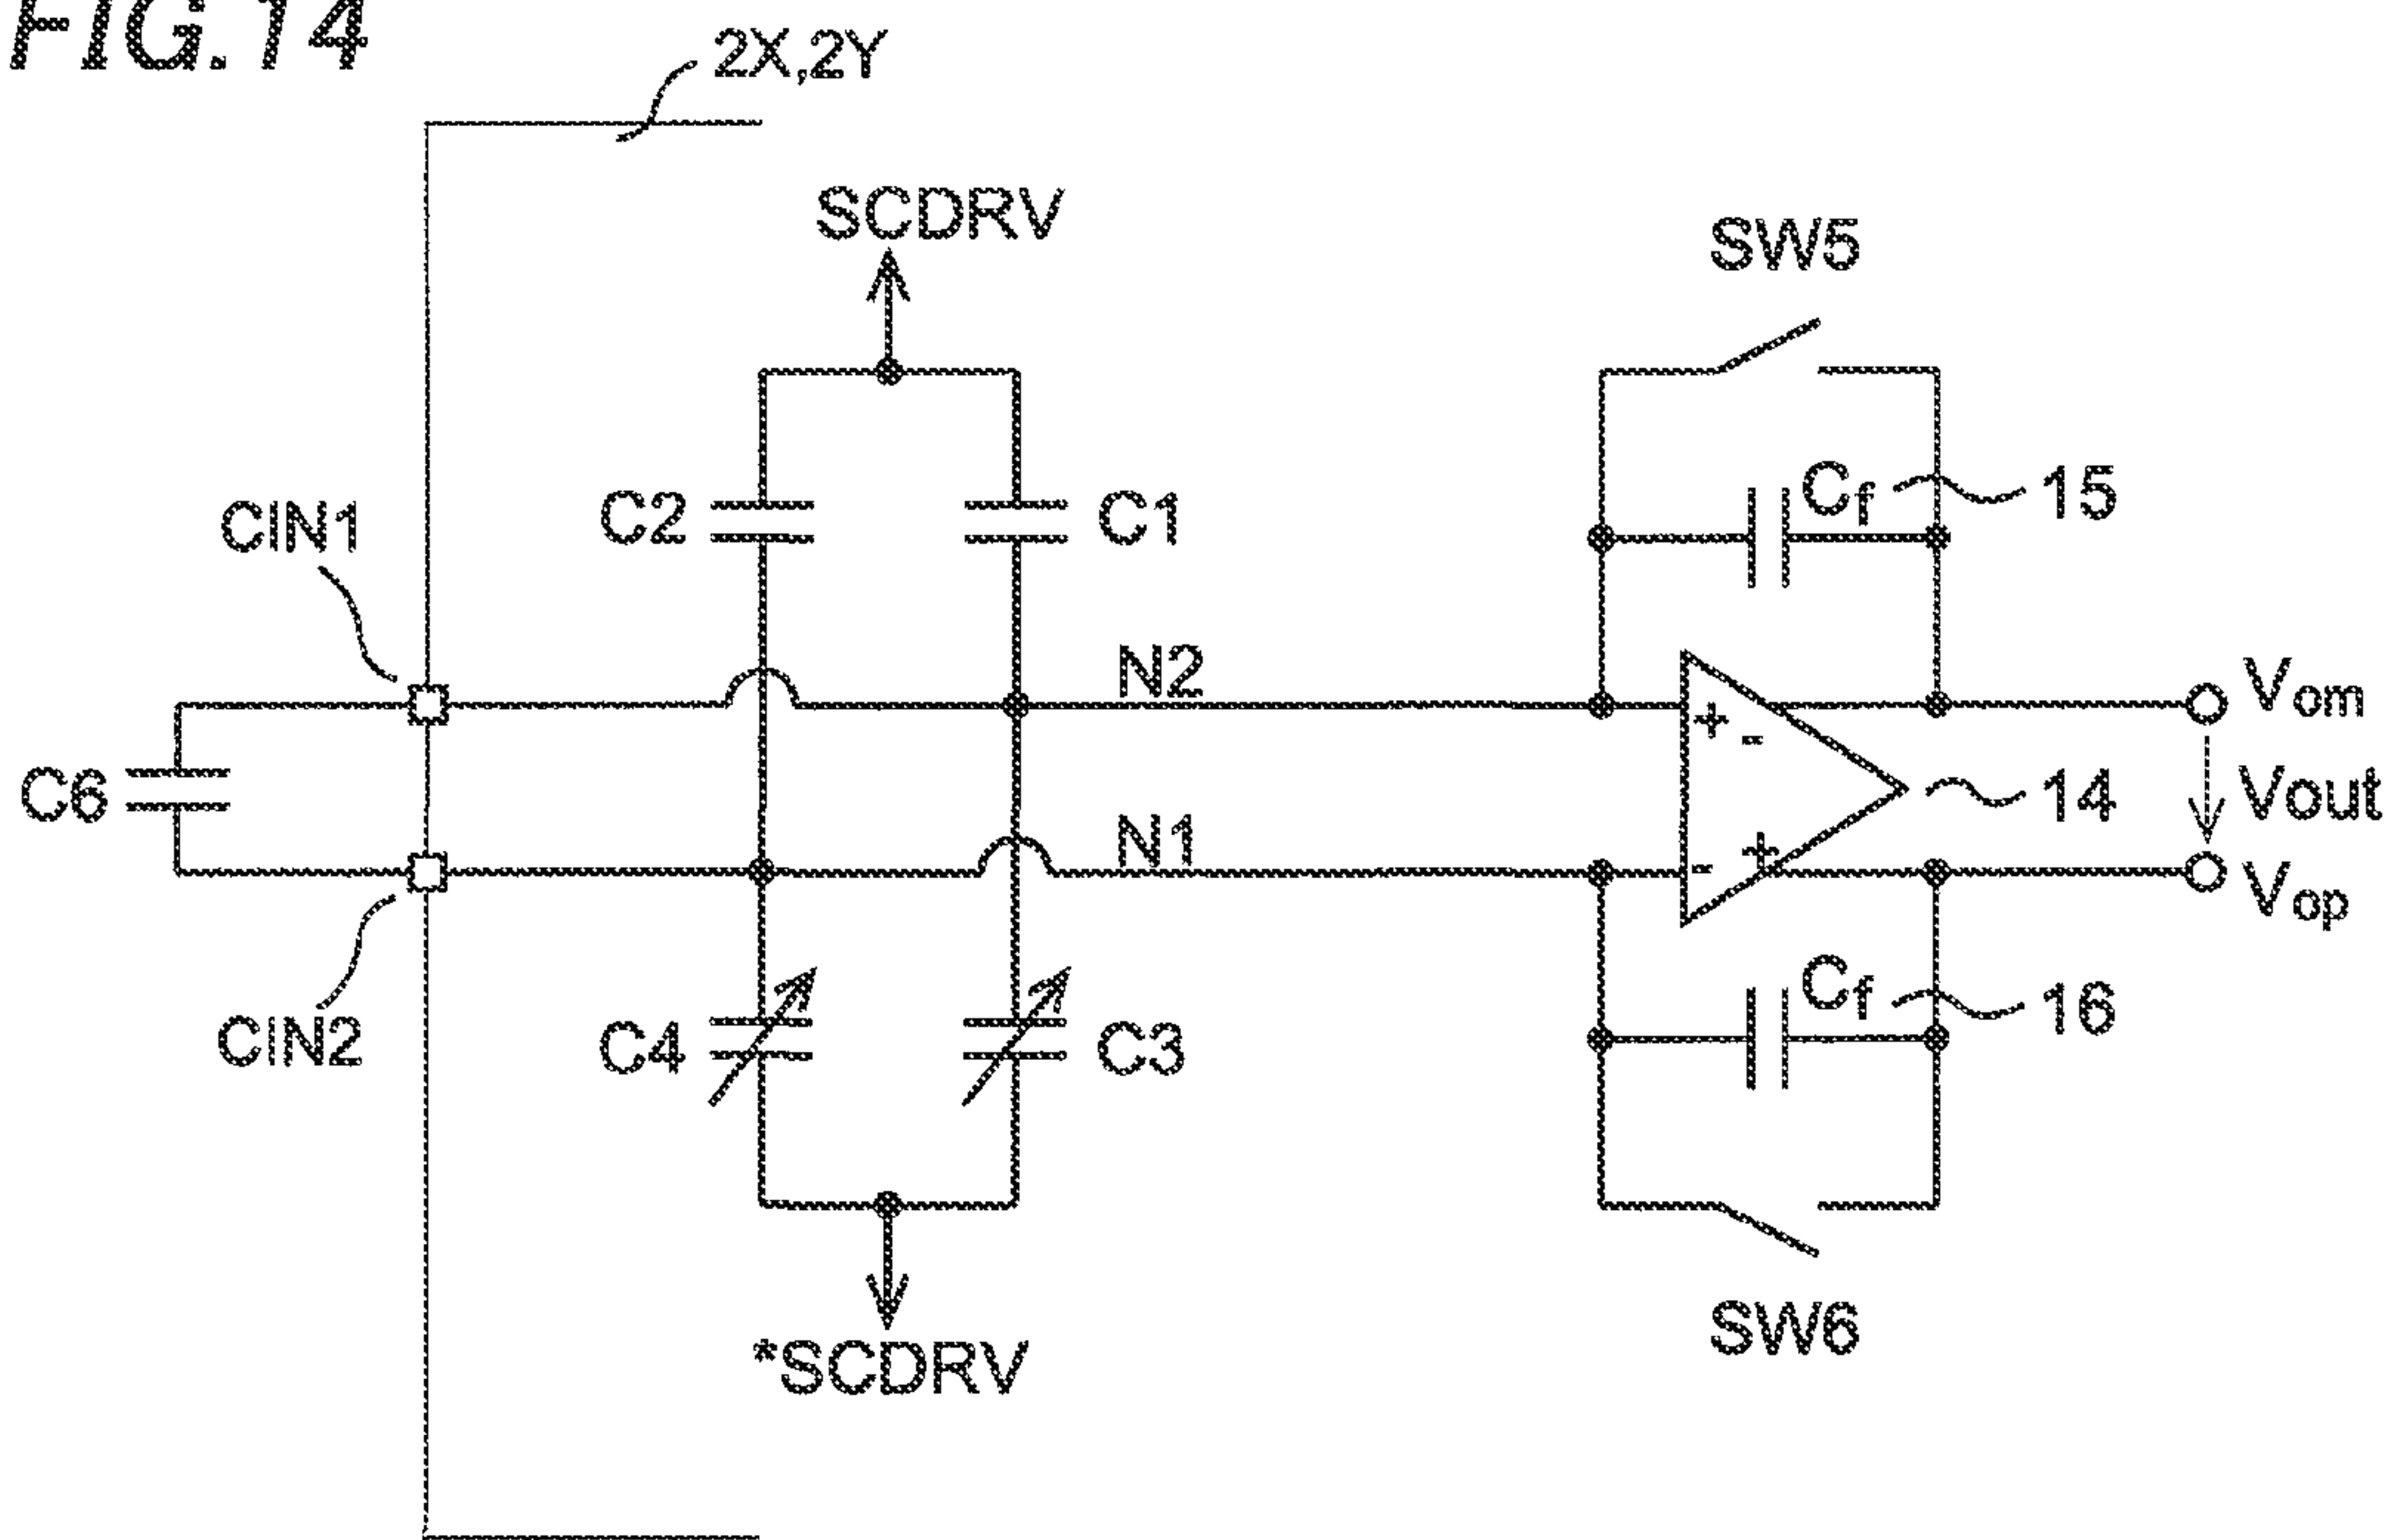 FIG.14
2X,2Y
SCDRV
SW5
CIN1
C2
C1
Cf
15
N2
+
-
Vom
C6
14
Vout
N1
-
+
Vop
CIN2
C4
C3
Cf
16
*SCDRV
SW6